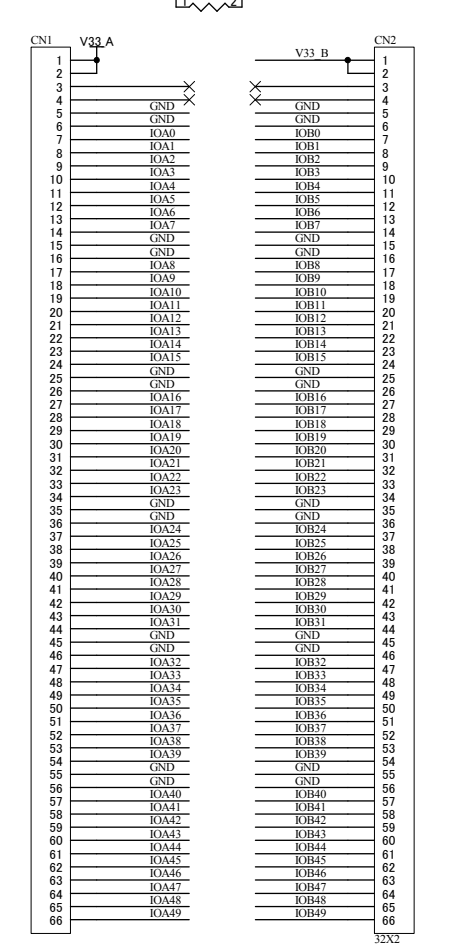 1 2
CN1 V33_A CN2
1 V33_B 1
2 2
3 3
4 4
5 GND GND 5
6 GND GND 6
7 IOA0 IOB0 7
8 IOA1 IOB1 8
9 IOA2 IOB2 9
10 IOA3 IOB3 10
11 IOA4 IOB4 11
12 IOA5 IOB5 12
13 IOA6 IOB6 13
14 IOA7 IOB7 14
15 GND GND 15
16 GND GND 16
17 IOA8 IOB8 17
18 IOA9 IOB9 18
19 IOA10 IOB10 19
20 IOA11 IOB11 20
21 IOA12 IOB12 21
22 IOA13 IOB13 22
23 IOA14 IOB14 23
24 IOA15 IOB15 24
25 GND GND 25
26 GND GND 26
27 IOA16 IOB16 27
28 IOA17 IOB17 28
29 IOA18 IOB18 29
30 IOA19 IOB19 30
31 IOA20 IOB20 31
32 IOA21 IOB21 32
33 IOA22 IOB22 33
34 IOA23 IOB23 34
35 GND GND 35
36 GND GND 36
37 IOA24 IOB24 37
38 IOA25 IOB25 38
39 IOA26 IOB26 39
40 IOA27 IOB27 40
41 IOA28 IOB28 41
42 IOA29 IOB29 42
43 IOA30 IOB30 43
44 IOA31 IOB31 44
45 GND GND 45
46 GND GND 46
47 IOA32 IOB32 47
48 IOA33 IOB33 48
49 IOA34 IOB34 49
50 IOA35 IOB35 50
51 IOA36 IOB36 51
52 IOA37 IOB37 52
53 IOA38 IOB38 53
54 IOA39 IOB39 54
55 GND GND 55
56 GND GND 56
57 IOA40 IOB40 57
58 IOA41 IOB41 58
59 IOA42 IOB42 59
60 IOA43 IOB43 60
61 IOA44 IOB44 61
62 IOA45 IOB45 62
63 IOA46 IOB46 63
64 IOA47 IOB47 64
65 IOA48 IOB48 65
66 IOA49 IOB49 66
32X2